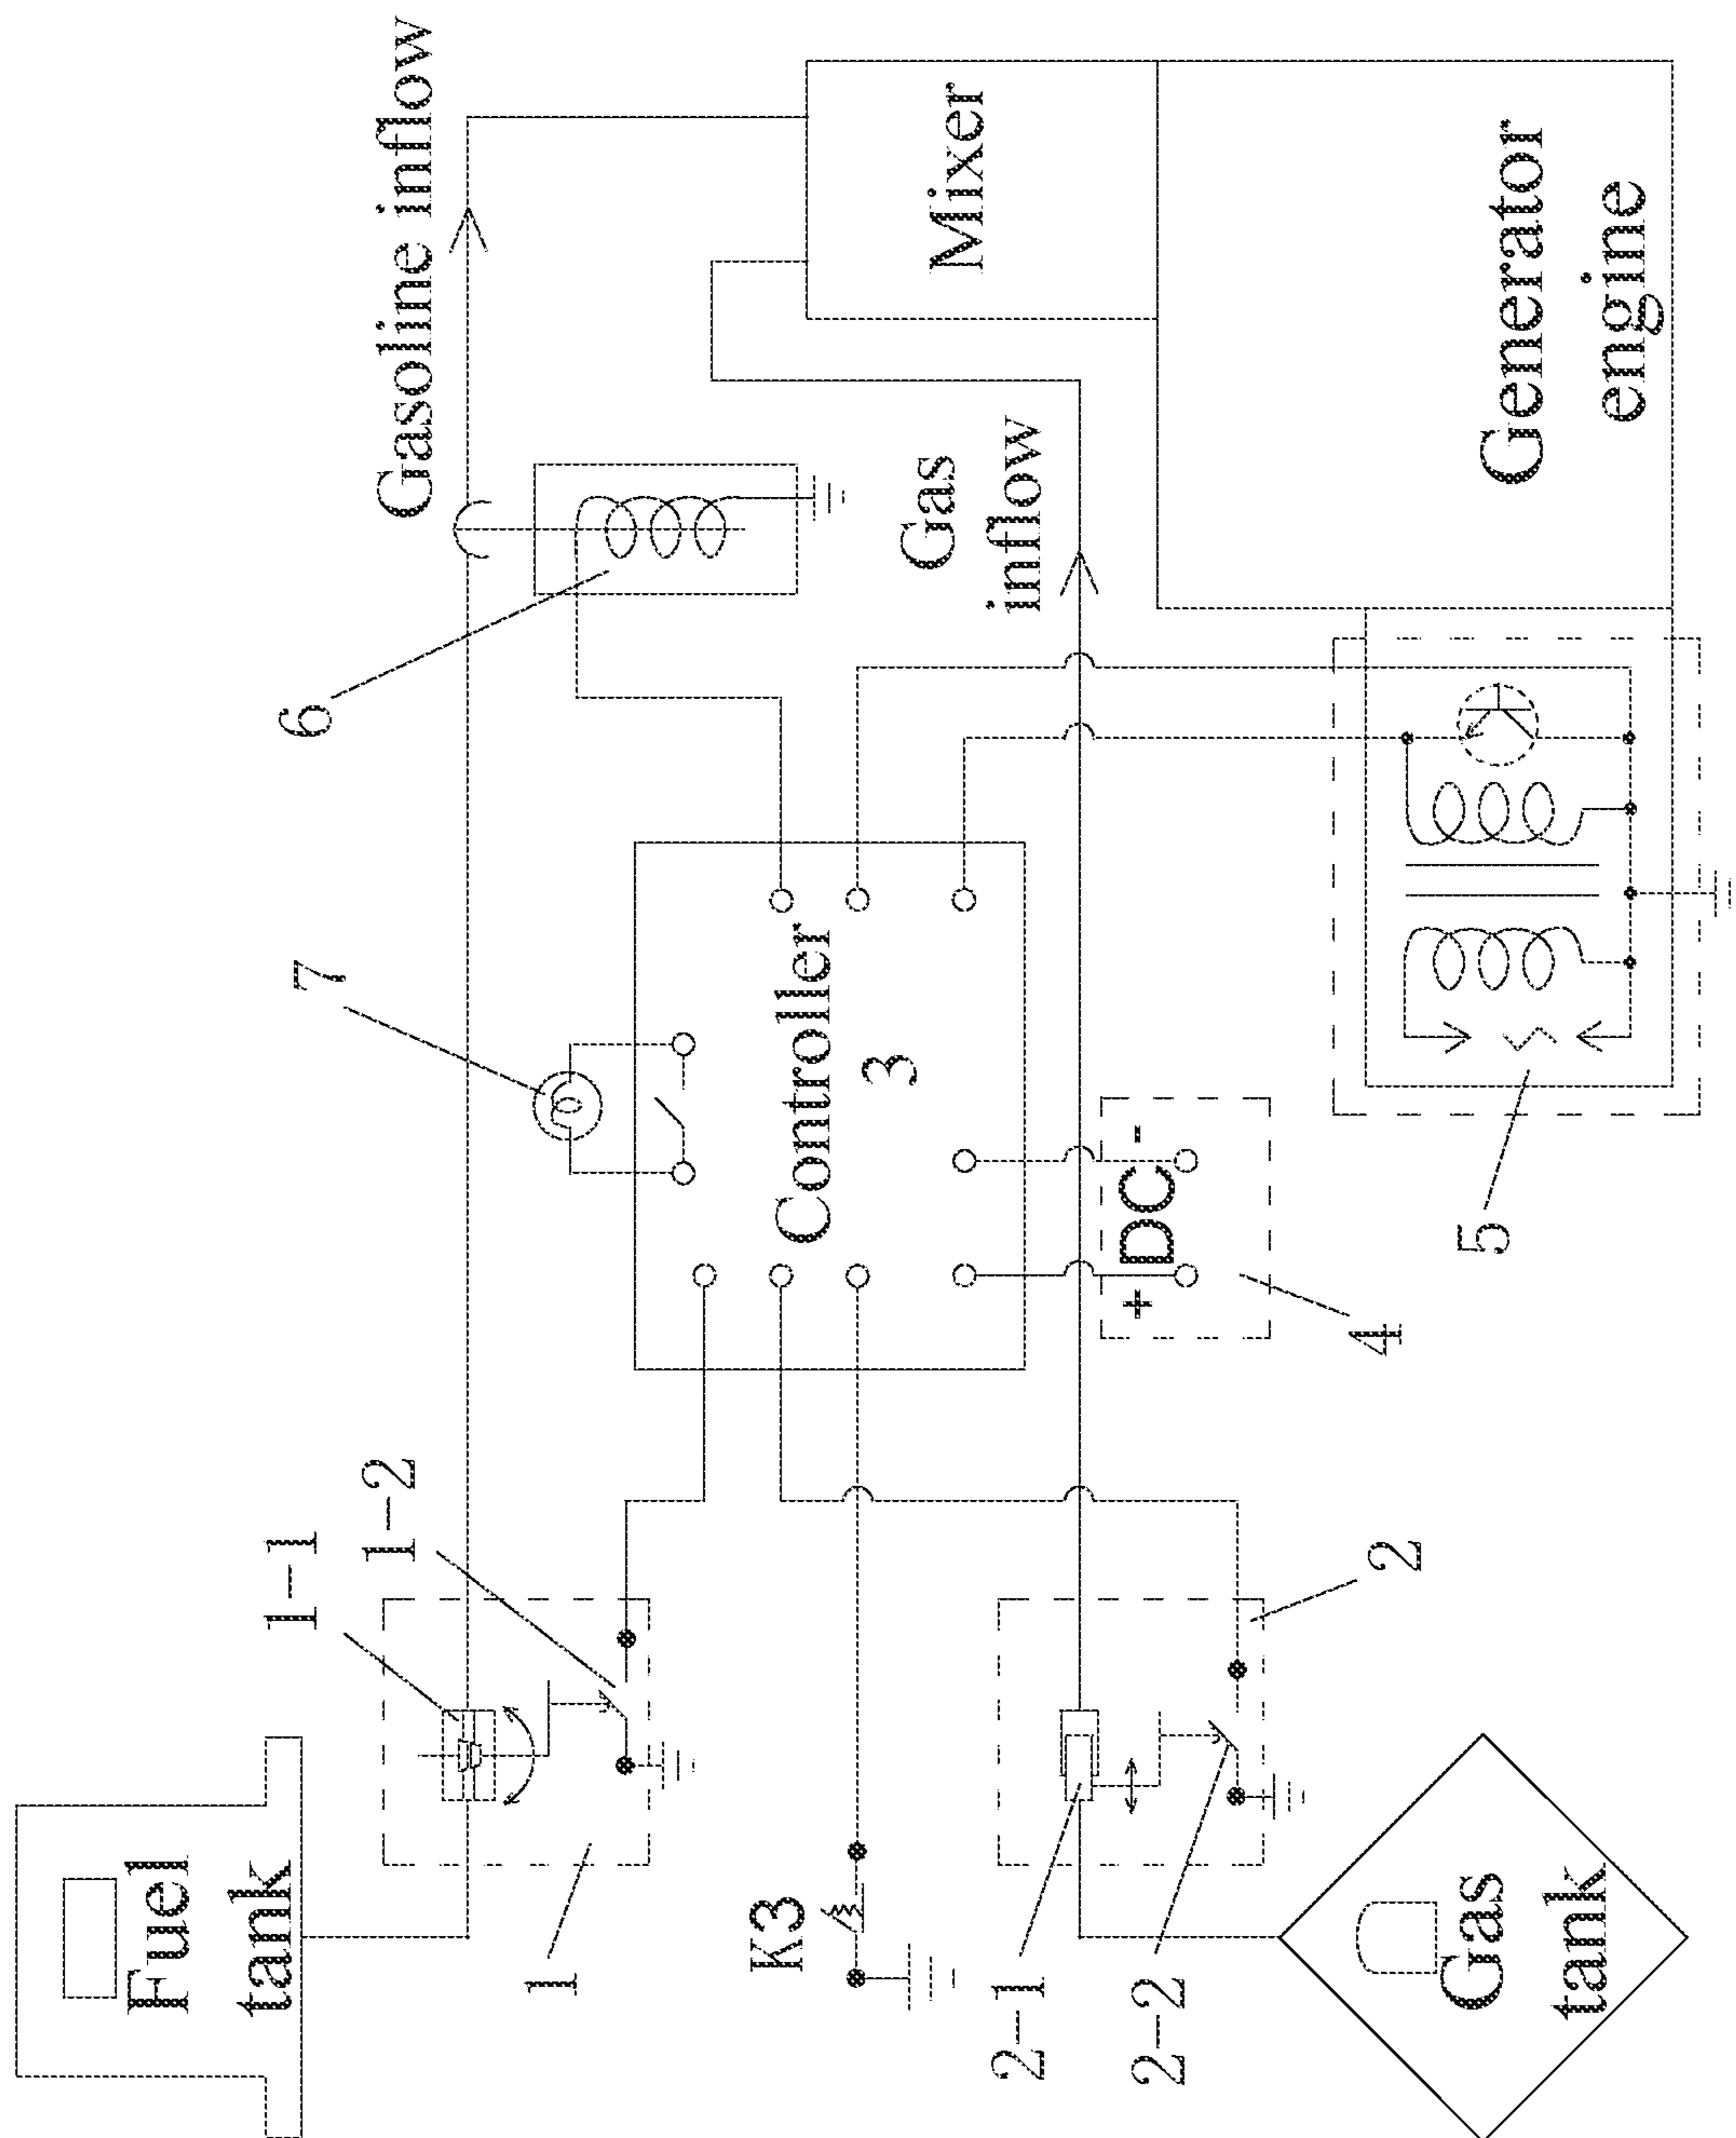 Fuel
tank
1-1
7
6
1-2
Gasoline inflow
1
K3
Controller
3
Gas
inflow
Mixer
2-1
2-2
+ DC -
2
4
5
Gas
tank
Generator
engine